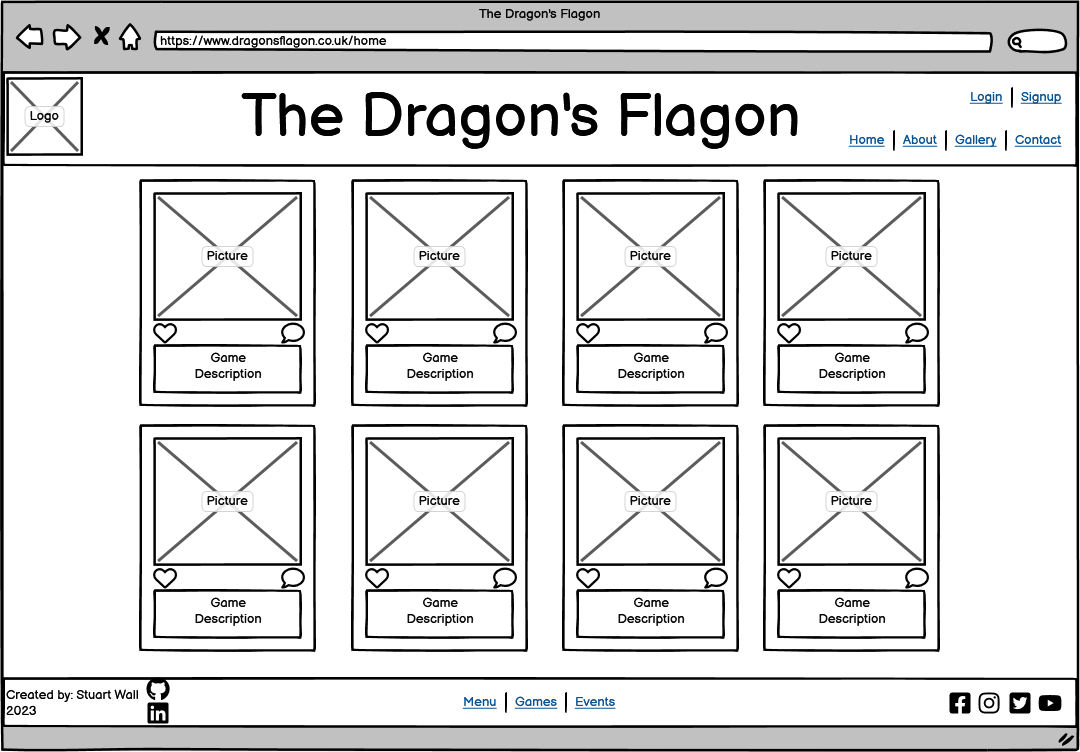 The Dragon's Flagon
https://www.dragonsflagon.co.uk/home
Logo
The Dragon's Flagon
Login Signup
Home About Gallery Contact
Picture Picture Picture Picture
Game Game Game Game
Description Description Description Description
Picture Picture Picture Picture
Game Game Game Game
Description Description Description Description
Created by: Stuart Wall
2023
in
Menu Games Events